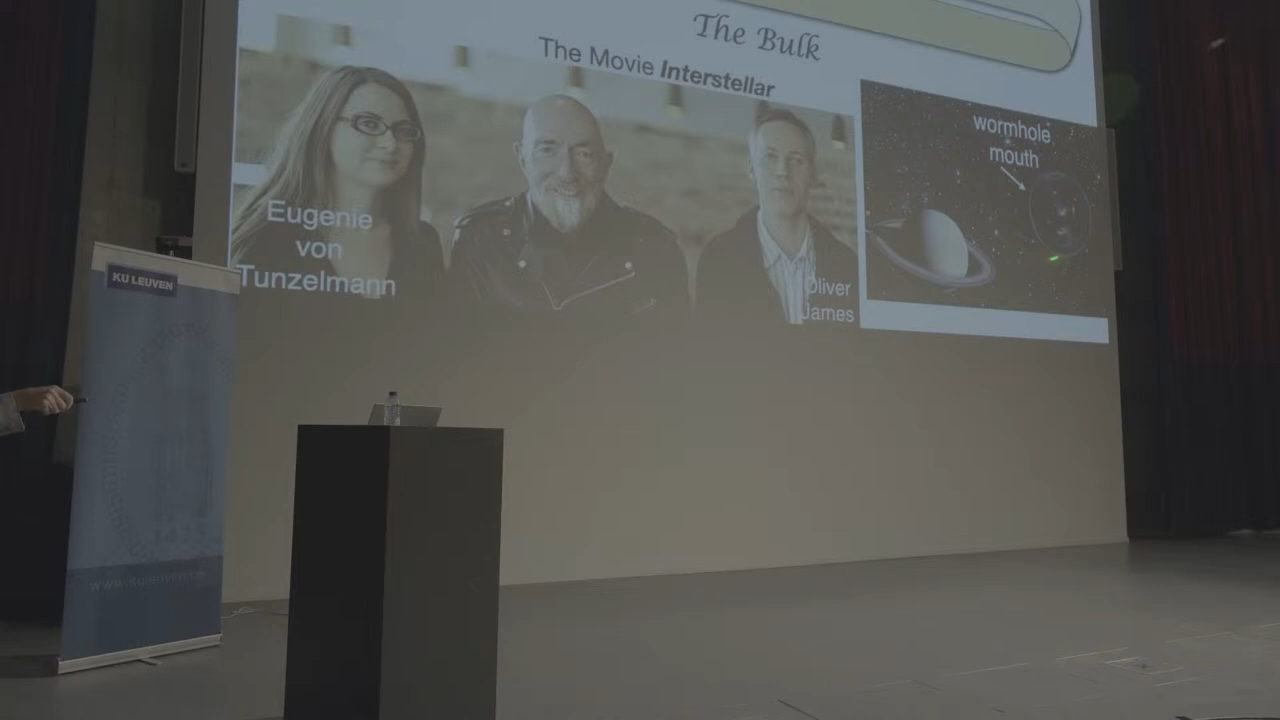 The Bulk
The Movie Interstellar
wormhole
mouth
Eugenie
von
Tunzelmann
Oliver
James
KU LEUVEN